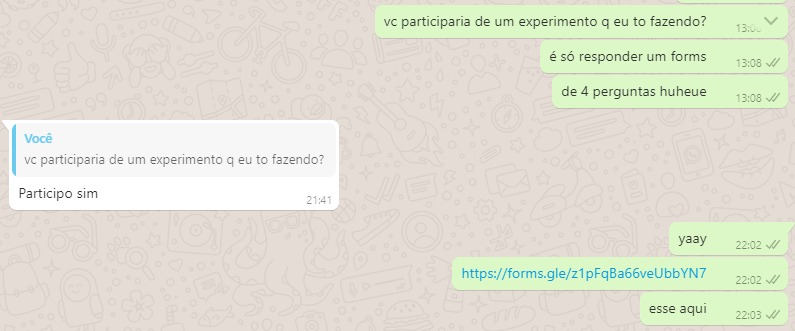 vc participaria de um experimento q eu to fazendo?
13:08
é só responder um forms
13:08
de 4 perguntas huheue
13:08
Você
vc participaria de um experimento q eu to fazendo?
Participo sim
21:41
yaay
22:02
https://forms.gle/z1pFqBa66veUbbYN7
22:02
esse aqui
22:03